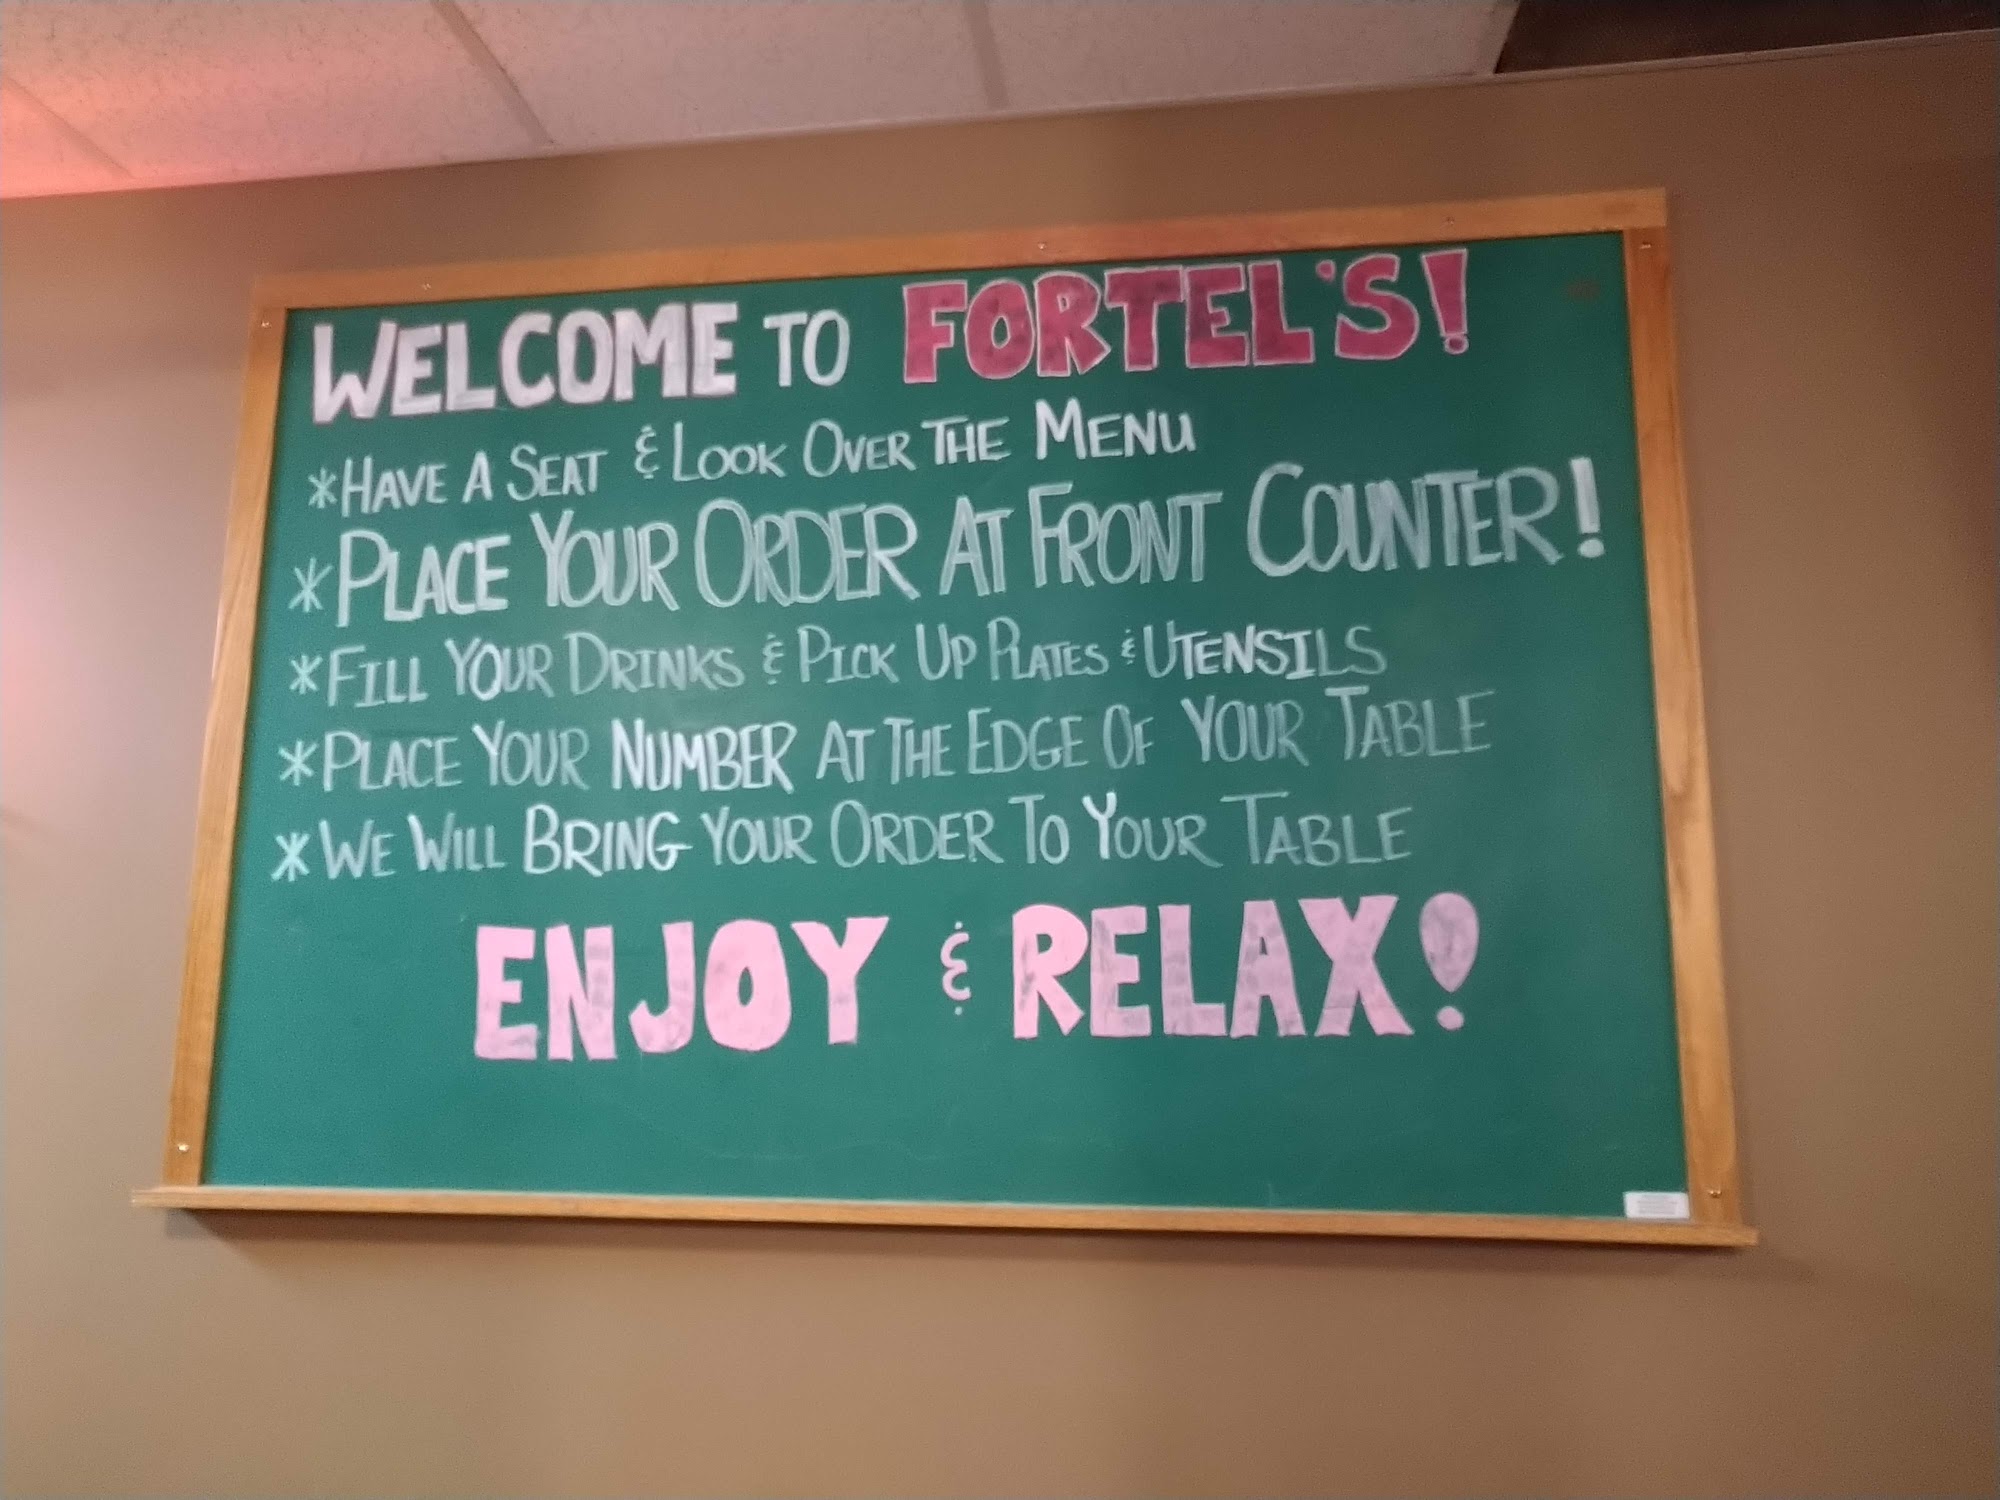 WELCOME TO FORTEL'S!
*HAVE A SEAT & LOOK OVER THE MENU
*PLACE YOUR ORDER AT FRONT COUNTER!
*FILL YOUR DRINKS & PICK UP PLATES & UTENSILS
*PLACE YOUR NUMBER AT THE EDGE OF YOUR TABLE
*WE WILL BRING YOUR ORDER TO YOUR TABLE
ENJOY & RELAX!